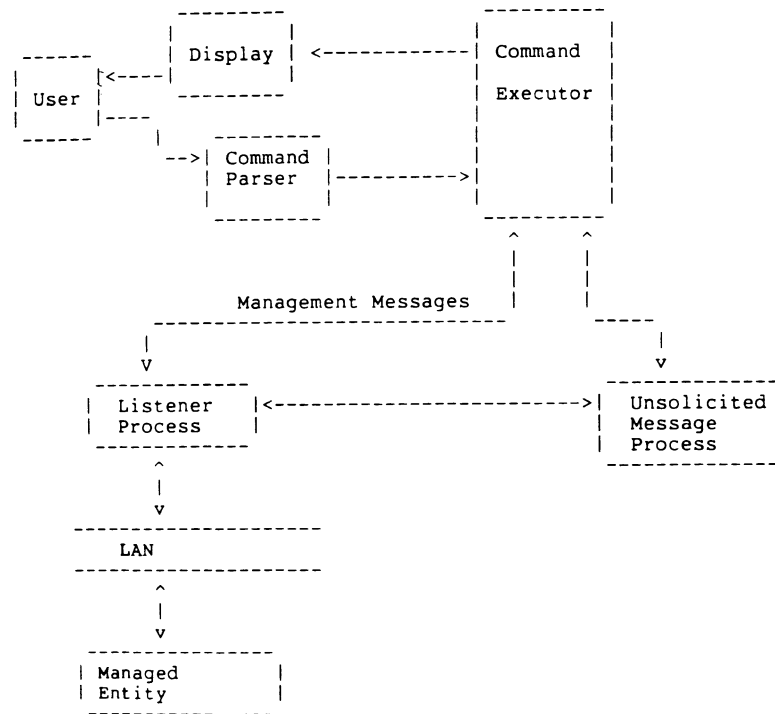 Display
Command
Executor
User
Command
Parser
Management Messages
Listener
Process
Unsolicited
Message
Process
LAN
Managed
Entity